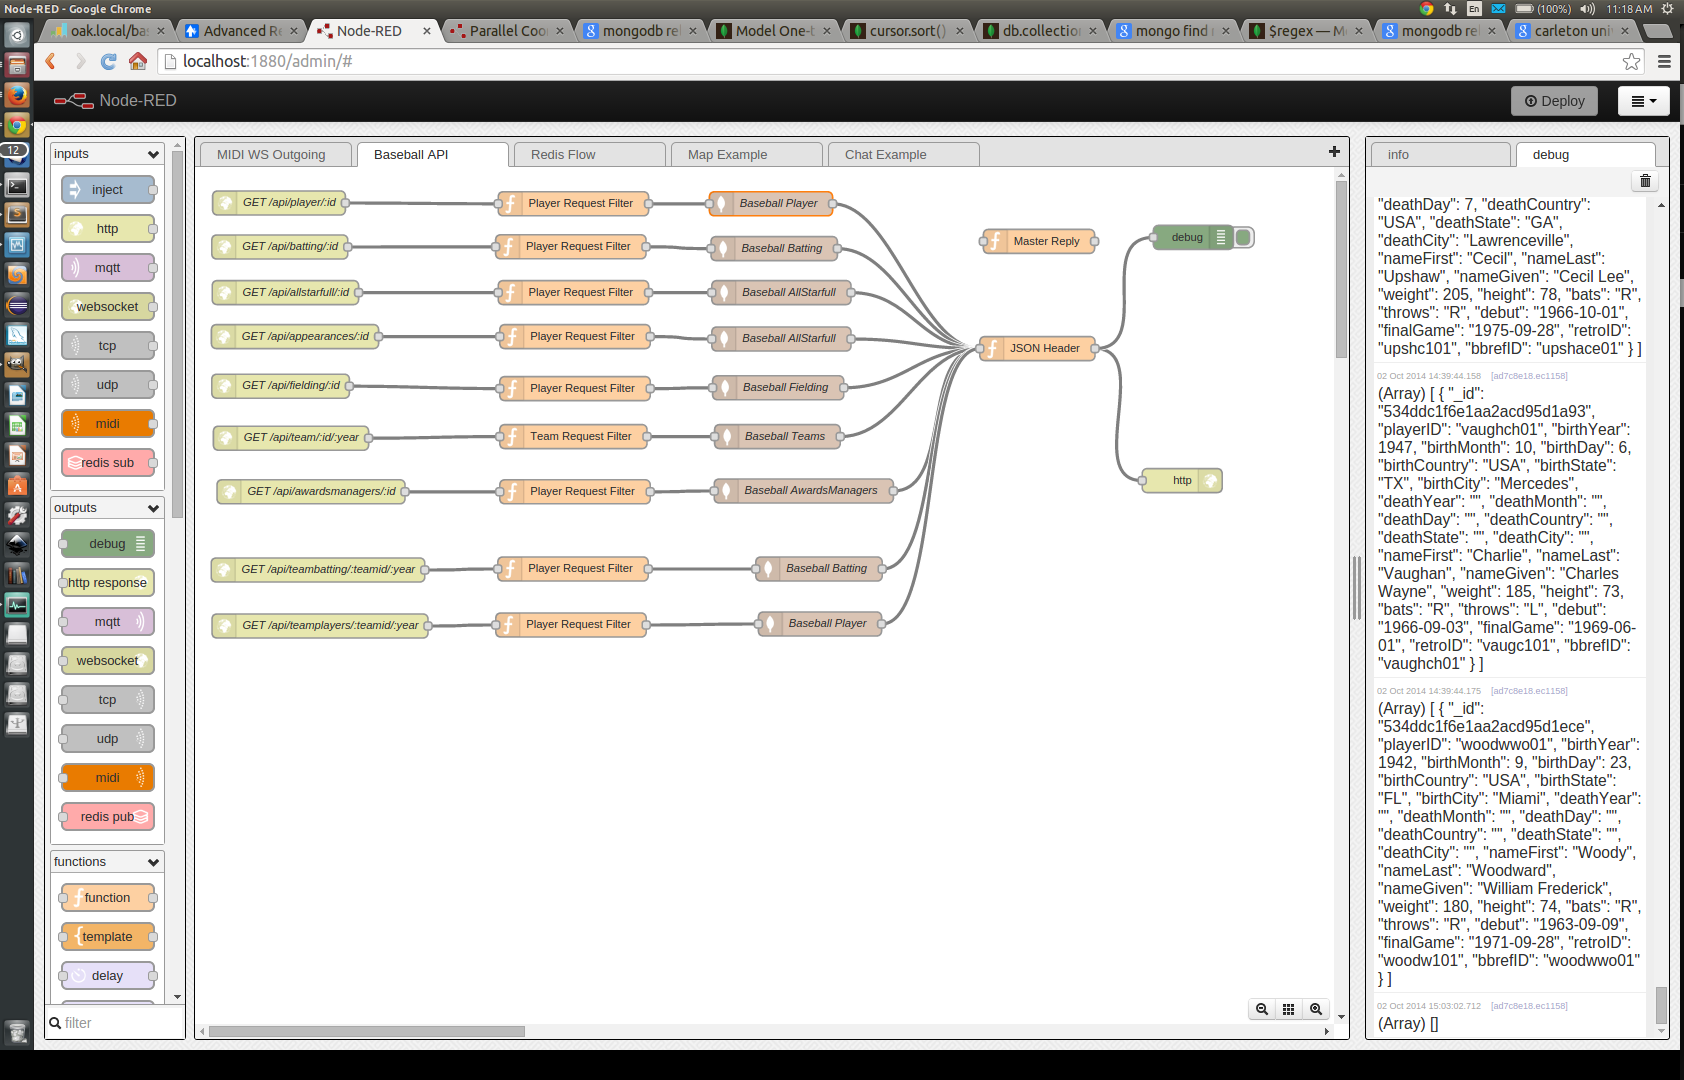 Node-RED - Google Chrome
En
(100%)
11:18 AM
oak.local/ba
Advanced R
Node-RED
Parallel Coo
mongodb re
Model One-t
cursor.sort()
db.collectio
mongo find
$regex — M
mongodb re
carleton uni
localhost:1880/admin/#
Node-RED
Deploy
12
inputs
inject
http
mqtt
websocket
tcp
udp
midi
redis sub
outputs
debug
http response
mqtt
websocket
tcp
udp
midi
redis pub
functions
function
template
delay
filter
MIDI WS Outgoing
Baseball API
Redis Flow
Map Example
Chat Example
GET /api/player/:id
Player Request Filter
Baseball Player
GET /api/batting/:id
Player Request Filter
Baseball Batting
GET /api/allstarfull/:id
Player Request Filter
Baseball AllStarfull
GET /api/appearances/:id
Player Request Filter
Baseball AllStarfull
GET /api/fielding/:id
Player Request Filter
Baseball Fielding
GET /api/team/:id/:year
Team Request Filter
Baseball Teams
GET /api/awardsmanagers/:id
Player Request Filter
Baseball AwardsManagers
GET /api/teambatting/:teamid/:year
Player Request Filter
Baseball Batting
GET /api/teamplayers/:teamid/:year
Player Request Filter
Baseball Player
Master Reply
debug
JSON Header
http
info
debug
"deathDay": 7, "deathCountry":
"USA", "deathState": "GA",
"deathCity": "Lawrenceville",
"nameFirst": "Cecil", "nameLast":
"Upshaw", "nameGiven": "Cecil Lee",
"weight": 205, "height": 78, "bats": "R",
"throws": "R", "debut": "1966-10-01",
"finalGame": "1975-09-28", "retroID":
"upshc101", "bbrefID": "upshace01" } ]
02 Oct 2014 14:39:44.158 [ad7c8e18.ec1158]
(Array) [ { "_id":
"534ddc1f6e1aa2acd95d1a93",
"playerID": "vaughch01", "birthYear":
1947, "birthMonth": 10, "birthDay": 6,
"birthCountry": "USA", "birthState":
"TX", "birthCity": "Mercedes",
"deathYear": "", "deathMonth": "",
"deathDay": "", "deathCountry": "",
"deathState": "", "deathCity": "",
"nameFirst": "Charlie", "nameLast":
"Vaughan", "nameGiven": "Charles
Wayne", "weight": 185, "height": 73,
"bats": "R", "throws": "L", "debut":
"1966-09-03", "finalGame": "1969-06-
01", "retroID": "vaugc101", "bbrefID":
"vaughch01" } ]
02 Oct 2014 14:39:44.175 [ad7c8e18.ec1158]
(Array) [ { "_id":
"534ddc1f6e1aa2acd95d1ece",
"playerID": "woodwwo01", "birthYear":
1942, "birthMonth": 9, "birthDay": 23,
"birthCountry": "USA", "birthState":
"FL", "birthCity": "Miami", "deathYear":
"", "deathMonth": "", "deathDay": "",
"deathCountry": "", "deathState": "",
"deathCity": "", "nameFirst": "Woody",
"nameLast": "Woodward",
"nameGiven": "William Frederick",
"weight": 180, "height": 74, "bats": "R",
"throws": "R", "debut": "1963-09-09",
"finalGame": "1971-09-28", "retroID":
"woodw101", "bbrefID": "woodwwo01"
} ]
02 Oct 2014 15:03:02.712 [ad7c8e18.ec1158]
(Array) []